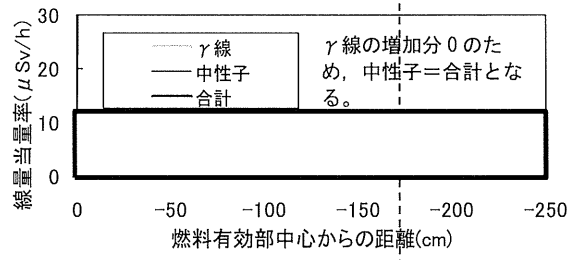 30
20
10
0
線量当量率(μSv/h)
γ線
中性子
合計
γ線の増加分0のた
め，中性子＝合計とな
る。
0 -50 -100 -150 -200 -250
燃料有効部中心からの距離(cm)